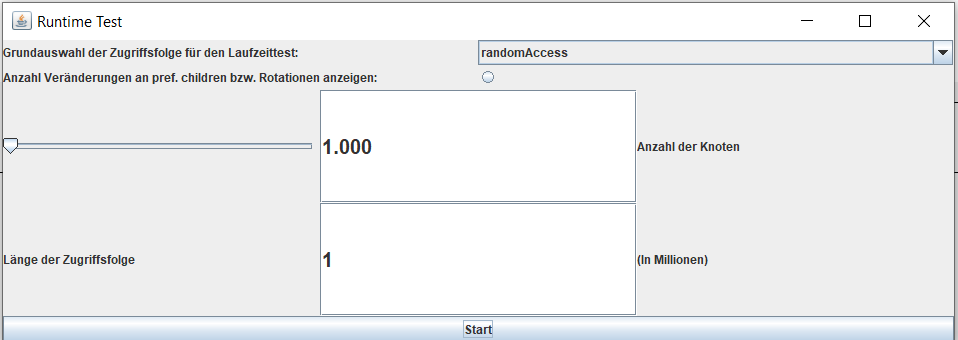 Runtime Test
Grundauswahl der Zugriffsfolge für den Laufzeittest:
randomAccess
Anzahl Veränderungen an pref. children bzw. Rotationen anzeigen:
1.000
Anzahl der Knoten
Länge der Zugriffsfolge
1
(In Millionen)
Start